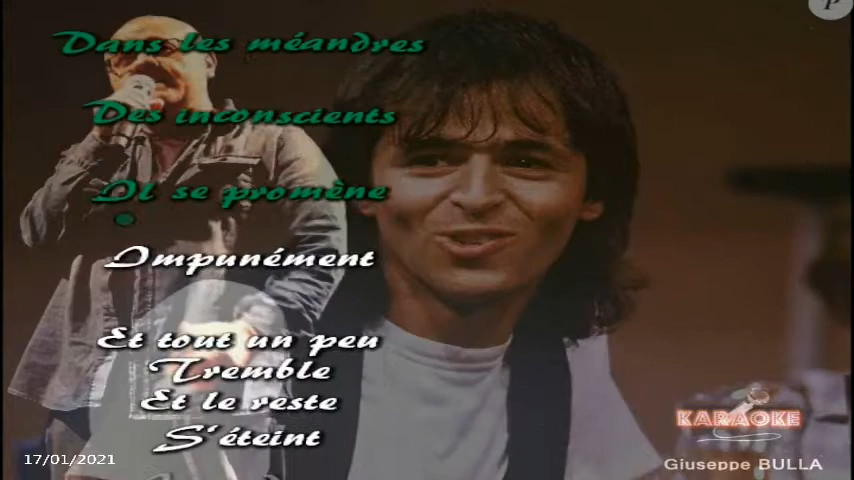 P
Dans les méandres
Des inconscients
Il se promène
Impunément
Et tout un peu
Tremble
Et le reste
S'éteint
KARAOKE
17/01/2021
Giuseppe BULLA